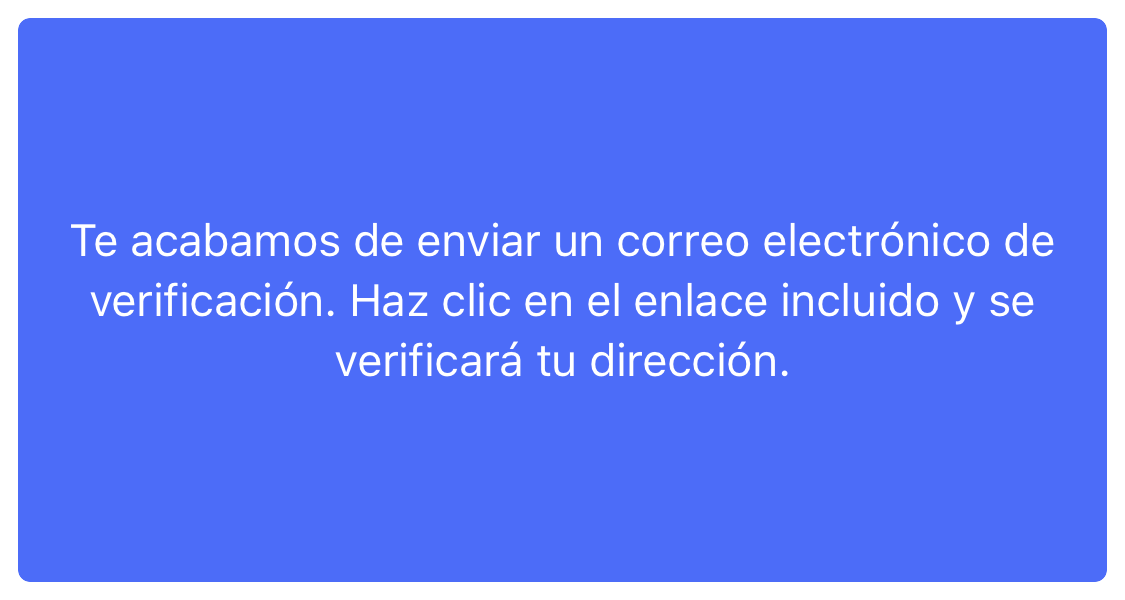 Te acabamos de enviar un correo electrónico de
verificación. Haz clic en el enlace incluido y se
verificará tu dirección.